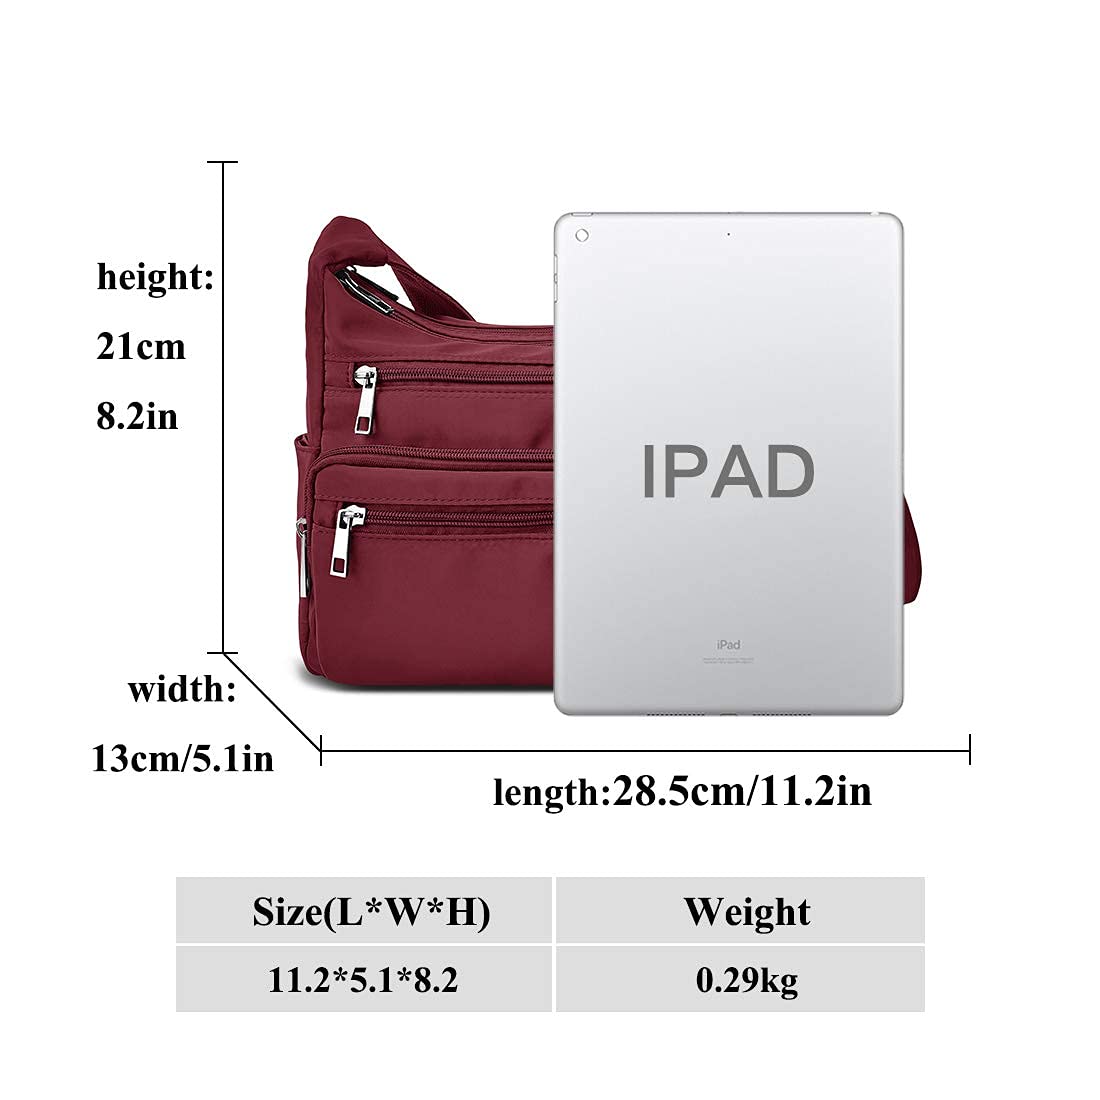 height:
21cm
8.2in
IPAD
iPad
width:
13cm/5.1in
length:28.5cm/11.2in
Size(L*W*H) Weight
11.2*5.1*8.2 0.29kg